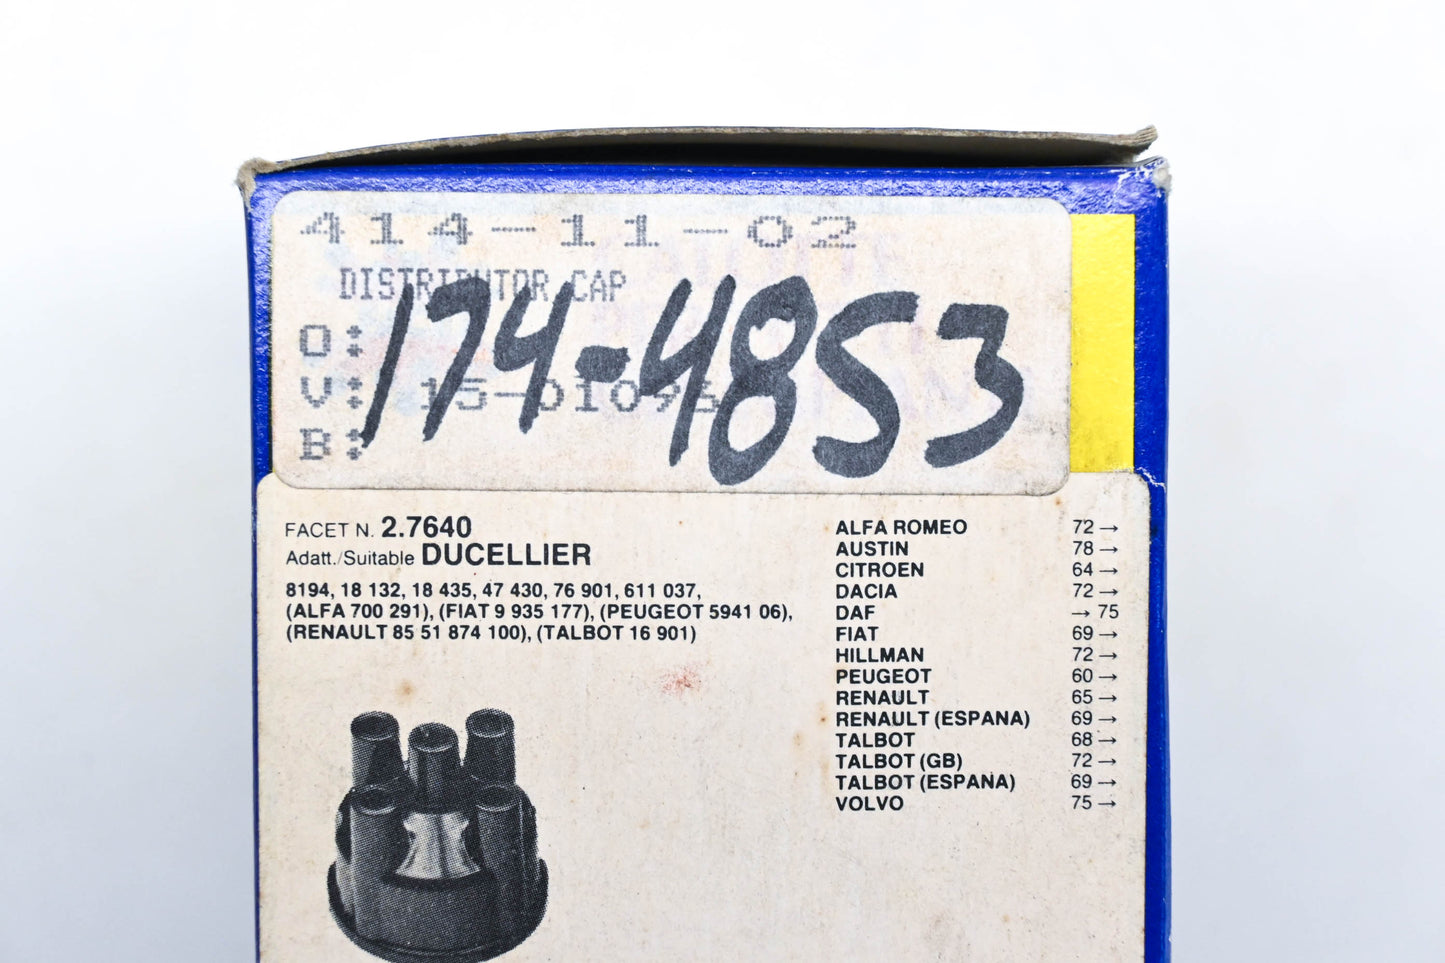 414-11-02
DISTRIBUTOR CAP
174-4853
O:
V: 15-01096
B:
FACET N. 2.7640
Adatt./Suitable DUCELLIER
8194, 18 132, 18 435, 47 430, 76 901, 611 037,
(ALFA 700 291), (FIAT 9 935 177), (PEUGEOT 5941 06),
(RENAULT 85 51 874 100), (TALBOT 16 901)
ALFA ROMEO 72→
AUSTIN 78→
CITROEN 64→
DACIA 72→
DAF →75
FIAT 69→
HILLMAN 72→
PEUGEOT 60→
RENAULT 65→
RENAULT (ESPANA) 69→
TALBOT 68→
TALBOT (GB) 72→
TALBOT (ESPANA) 69→
VOLVO 75→